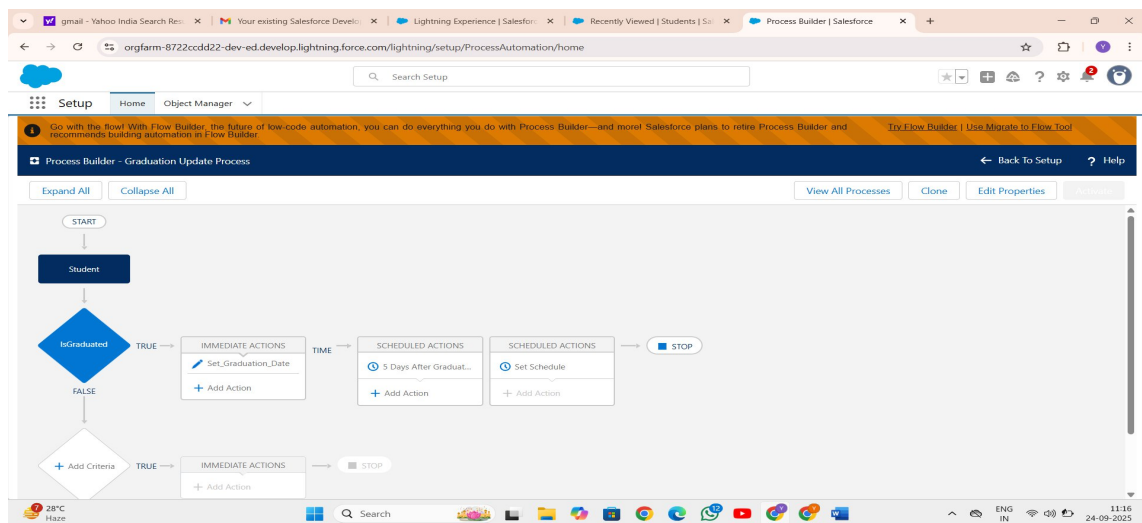 gmail - Yahoo India Search Res
Your existing Salesforce Develo
Lightning Experience | Salesforc
Recently Viewed | Students | Sal
Process Builder | Salesforce
orgfarm-8722ccdd22-dev-ed.develop.lightning.force.com/lightning/setup/ProcessAutomation/home
Search Setup
2
Setup Home Object Manager
Go with the flow! With Flow Builder, the future of low-code automation, you can do everything you do with Process Builder—and more! Salesforce plans to retire Process Builder and
recommends building automation in Flow Builder.
Try Flow Builder | Use Migrate to Flow Tool
Process Builder - Graduation Update Process
Back To Setup ? Help
Expand All Collapse All View All Processes Clone Edit Properties
START
Student
IsGraduated TRUE IMMEDIATE ACTIONS TIME SCHEDULED ACTIONS SCHEDULED ACTIONS STOP
Set_Graduation_Date 5 Days After Graduat... Set Schedule
+ Add Action + Add Action + Add Action
FALSE
+ Add Criteria TRUE IMMEDIATE ACTIONS STOP
+ Add Action
28°C
Haze
Search
ENG
IN
11:16
24-09-2025